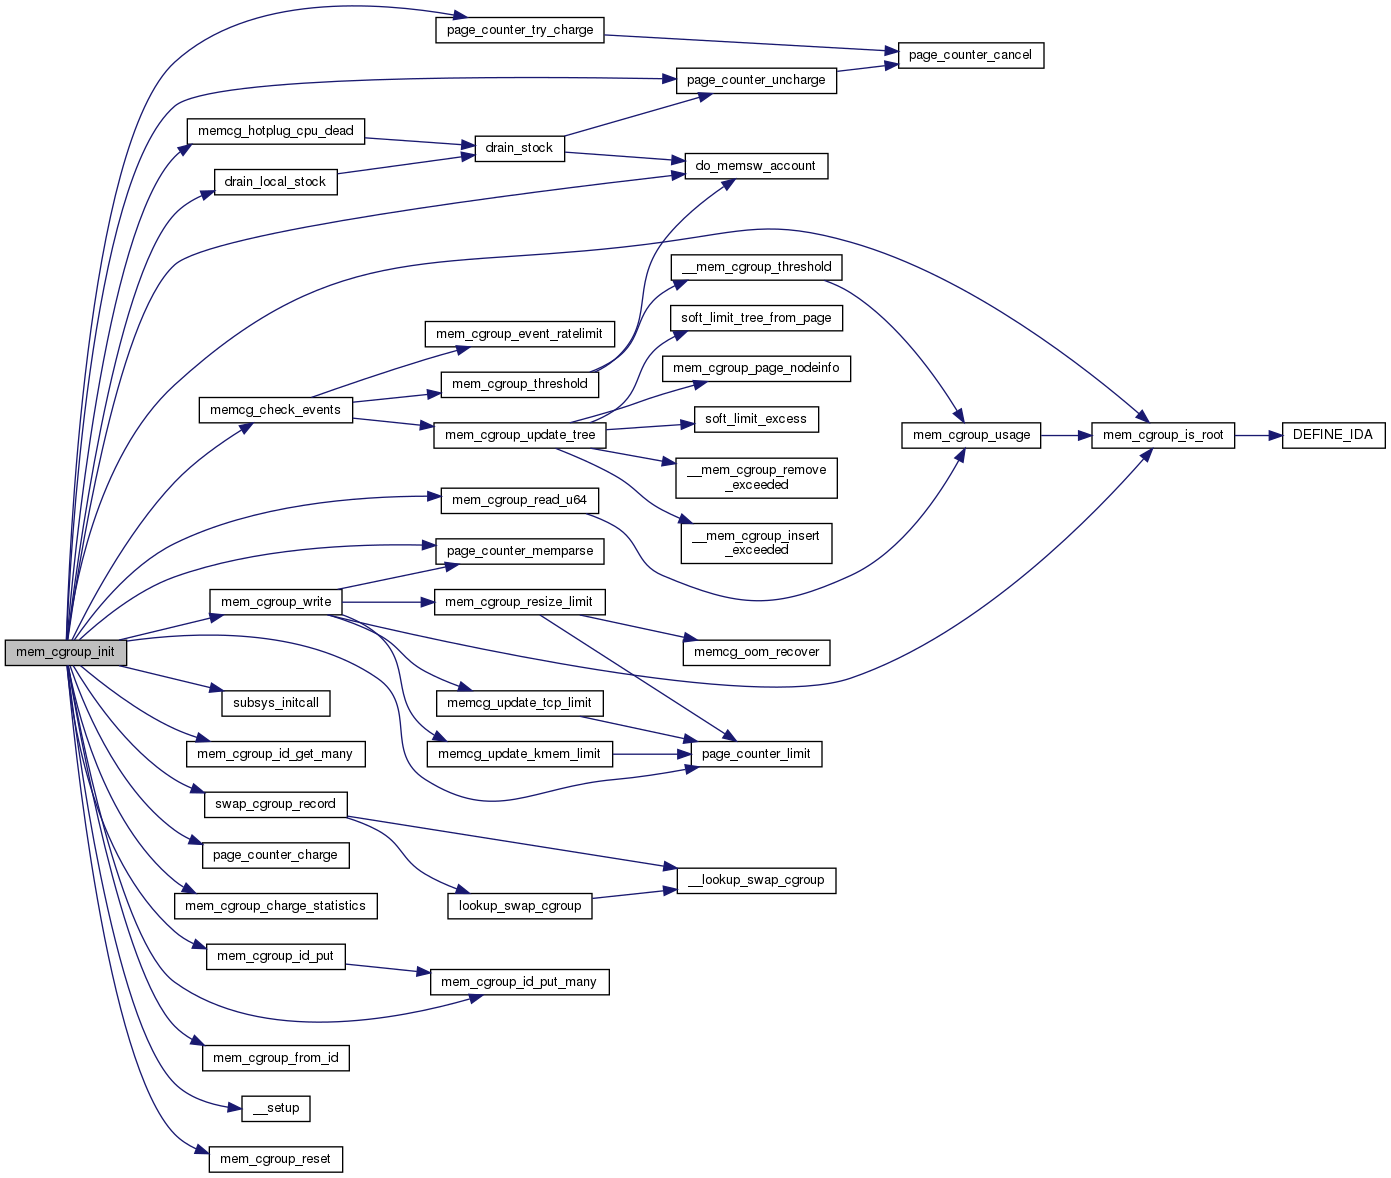 page_counter_try_charge
page_counter_cancel
page_counter_uncharge
memcg_hotplug_cpu_dead
drain_stock
do_memsw_account
drain_local_stock
__mem_cgroup_threshold
soft_limit_tree_from_page
mem_cgroup_event_ratelimit
mem_cgroup_page_nodeinfo
mem_cgroup_threshold
memcg_check_events
soft_limit_excess
mem_cgroup_update_tree
mem_cgroup_usage
mem_cgroup_is_root
DEFINE_IDA
__mem_cgroup_remove
_exceeded
mem_cgroup_read_u64
__mem_cgroup_insert
_exceeded
page_counter_memparse
mem_cgroup_write
mem_cgroup_resize_limit
mem_cgroup_init
memcg_oom_recover
subsys_initcall
memcg_update_tcp_limit
mem_cgroup_id_get_many
memcg_update_kmem_limit
page_counter_limit
swap_cgroup_record
page_counter_charge
__lookup_swap_cgroup
mem_cgroup_charge_statistics
lookup_swap_cgroup
mem_cgroup_id_put
mem_cgroup_id_put_many
mem_cgroup_from_id
__setup
mem_cgroup_reset